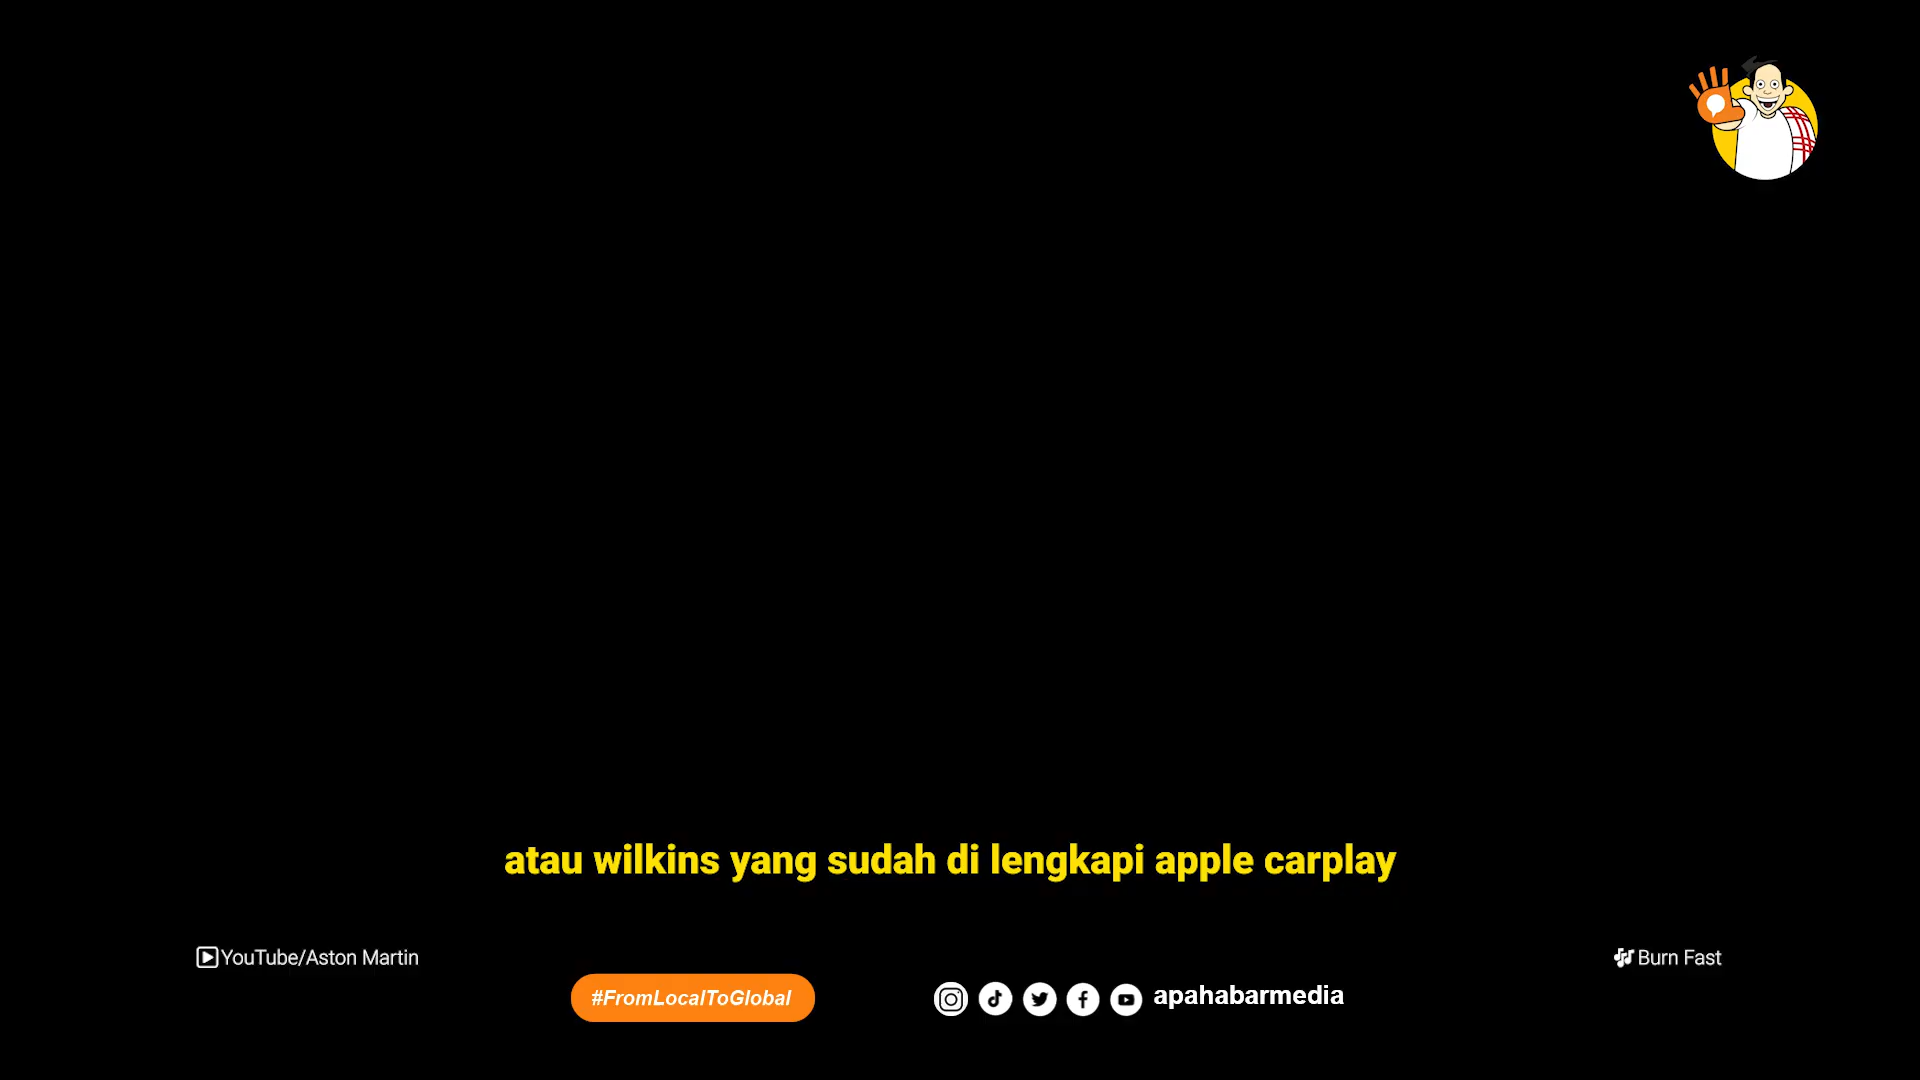 atau wilkins yang sudah di lengkapi apple carplay
YouTube/Aston Martin
Burn Fast
#FromLocalToGlobal
apahabarmedia